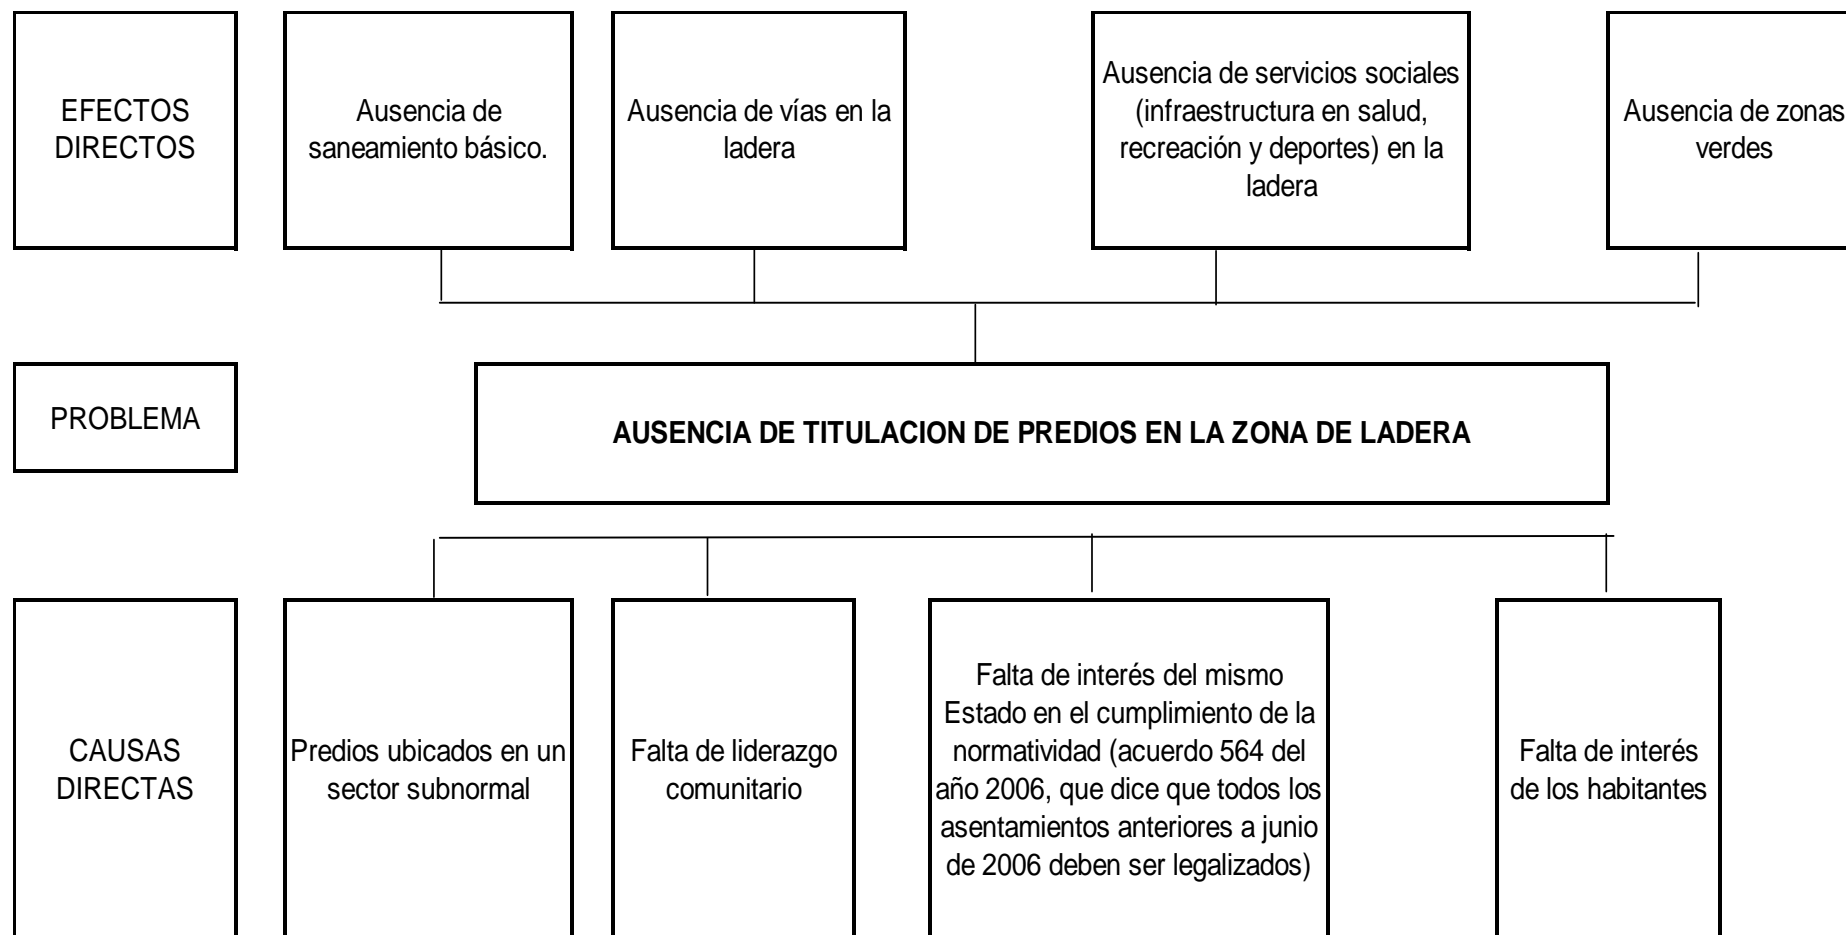 EFECTOS
DIRECTOS
Ausencia de
saneamiento básico.
Ausencia de vías en la
ladera
Ausencia de servicios sociales
(infraestructura en salud,
recreación y deportes) en la
ladera
Ausencia de zonas
verdes
PROBLEMA
AUSENCIA DE TITULACION DE PREDIOS EN LA ZONA DE LADERA
CAUSAS
DIRECTAS
Predios ubicados en un
sector subnormal
Falta de liderazgo
comunitario
Falta de interés del mismo
Estado en el cumplimiento de la
normatividad (acuerdo 564 del
año 2006, que dice que todos los
asentamientos anteriores a junio
de 2006 deben ser legalizados)
Falta de interés
de los habitantes